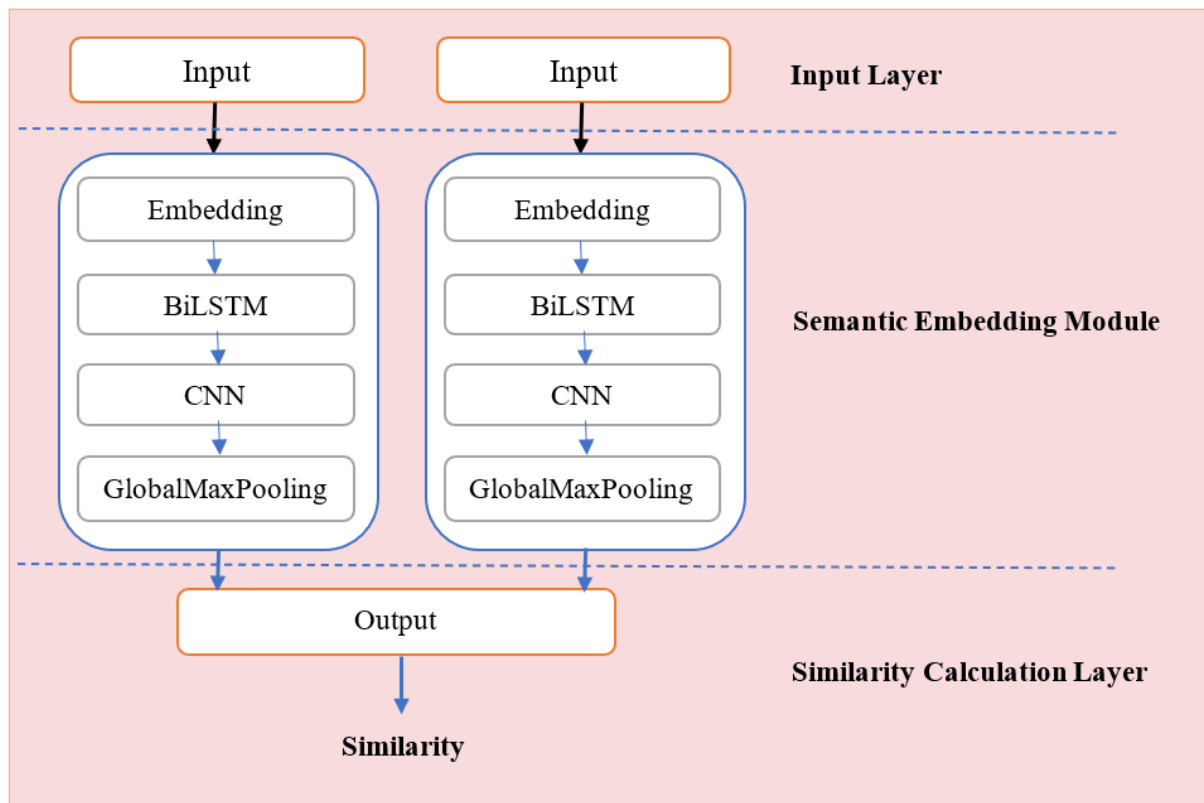 Input
Input
Input Layer
Embedding
Embedding
BiLSTM
BiLSTM
Semantic Embedding Module
CNN
CNN
GlobalMaxPooling
GlobalMaxPooling
Output
Similarity Calculation Layer
Similarity